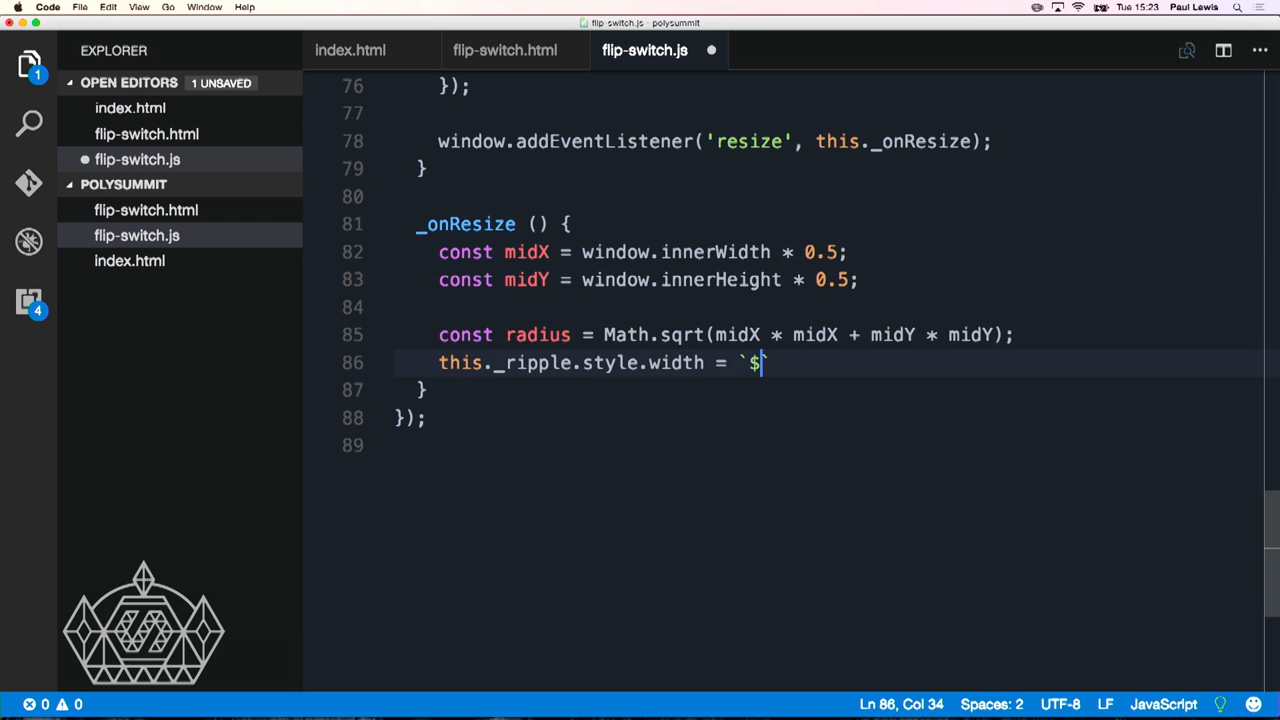 Code File Edit View Go Window Help Tue 15:23 Paul Lewis
flip-switch.js — polysummit
EXPLORER index.html flip-switch.html flip-switch.js
OPEN EDITORS 1 UNSAVED
index.html
flip-switch.html
flip-switch.js
POLYSUMMIT
flip-switch.html
flip-switch.js
index.html
1
4
76 });
77
78 window.addEventListener('resize', this._onResize);
79 }
80
81 _onResize () {
82 const midX = window.innerWidth * 0.5;
83 const midY = window.innerHeight * 0.5;
84
85 const radius = Math.sqrt(midX * midX + midY * midY);
86 this._ripple.style.width = `$`
87 }
88 });
89
0 0 Ln 86, Col 34 Spaces: 2 UTF-8 LF JavaScript